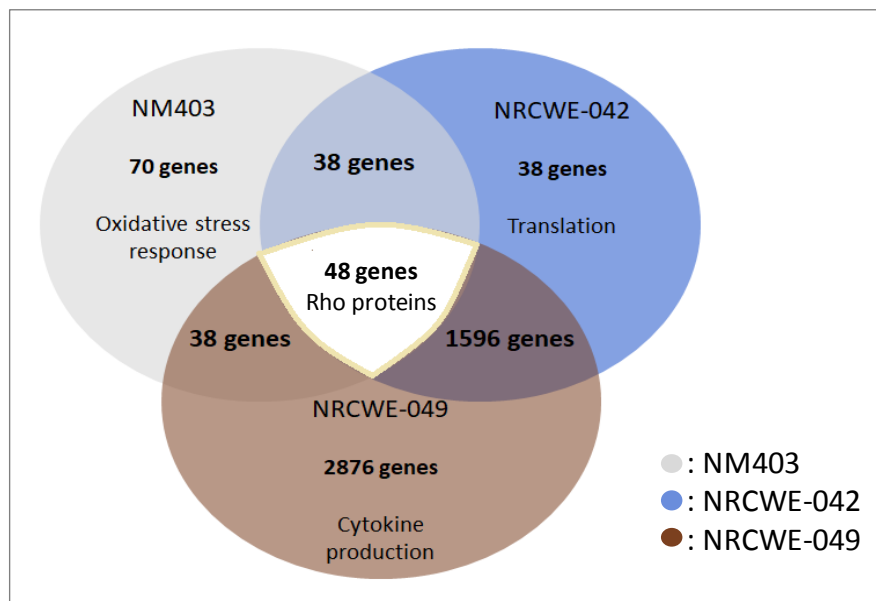 NM403
70 genes
Oxidative stress
response
38 genes
NRCWE-042
38 genes
Translation
48 genes
Rho proteins
38 genes
1596 genes
NRCWE-049
2876 genes
Cytokine
production
: NM403
: NRCWE-042
: NRCWE-049